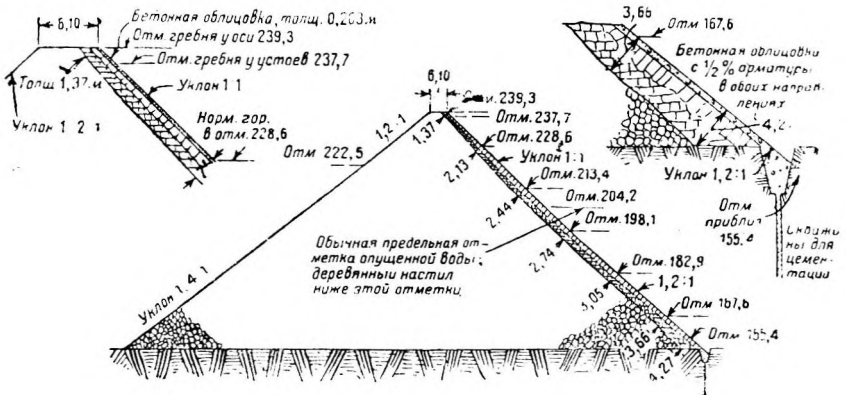 6,10
Бетонная облицовка, толщ. 0,203 м
Отм. гребня у оси 239,3
Отм. гребня у устоев 237,7
Толщ 1,37 м
Уклон 1 1
Уклон 1 2 1
Норм. гор.
в отм. 228,6
6,10
239,3
Отм. 237,7
Отм. 228,6
Уклон 1:1
Отм. 213,4
Отм. 204,2
Отм. 198,1
Отм. 182,9
1,2:1
Отм 167,6
Отм 155,4
1,2:1
Отм 222,5
Уклон 1.4 1
1,37
2,13
2.44
2,74
3,05
3,66
4,27
Обычная предельная от-
метка опущенной воды;
деревянный настил
ниже этой отметки
3,66
Отм 167,6
Бетонная облицовка
с 1/2 % арматуры
в обоих направ-
лениях
4,2
Уклон 1,2:1
Отм
приблиз
155,4
Скважи-
ны для
цемен-
тации